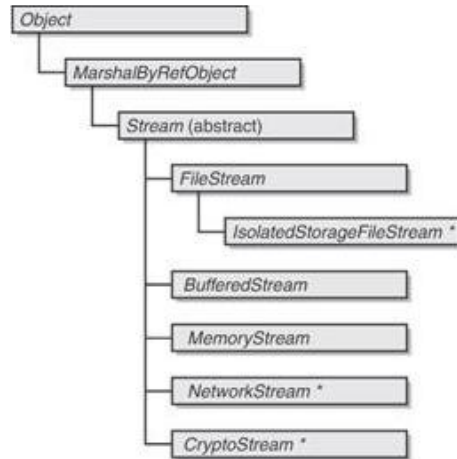 Object
MarshalByRefObject
Stream (abstract)
FileStream
IsolatedStorageFileStream *
BufferedStream
MemoryStream
NetworkStream *
CryptoStream *